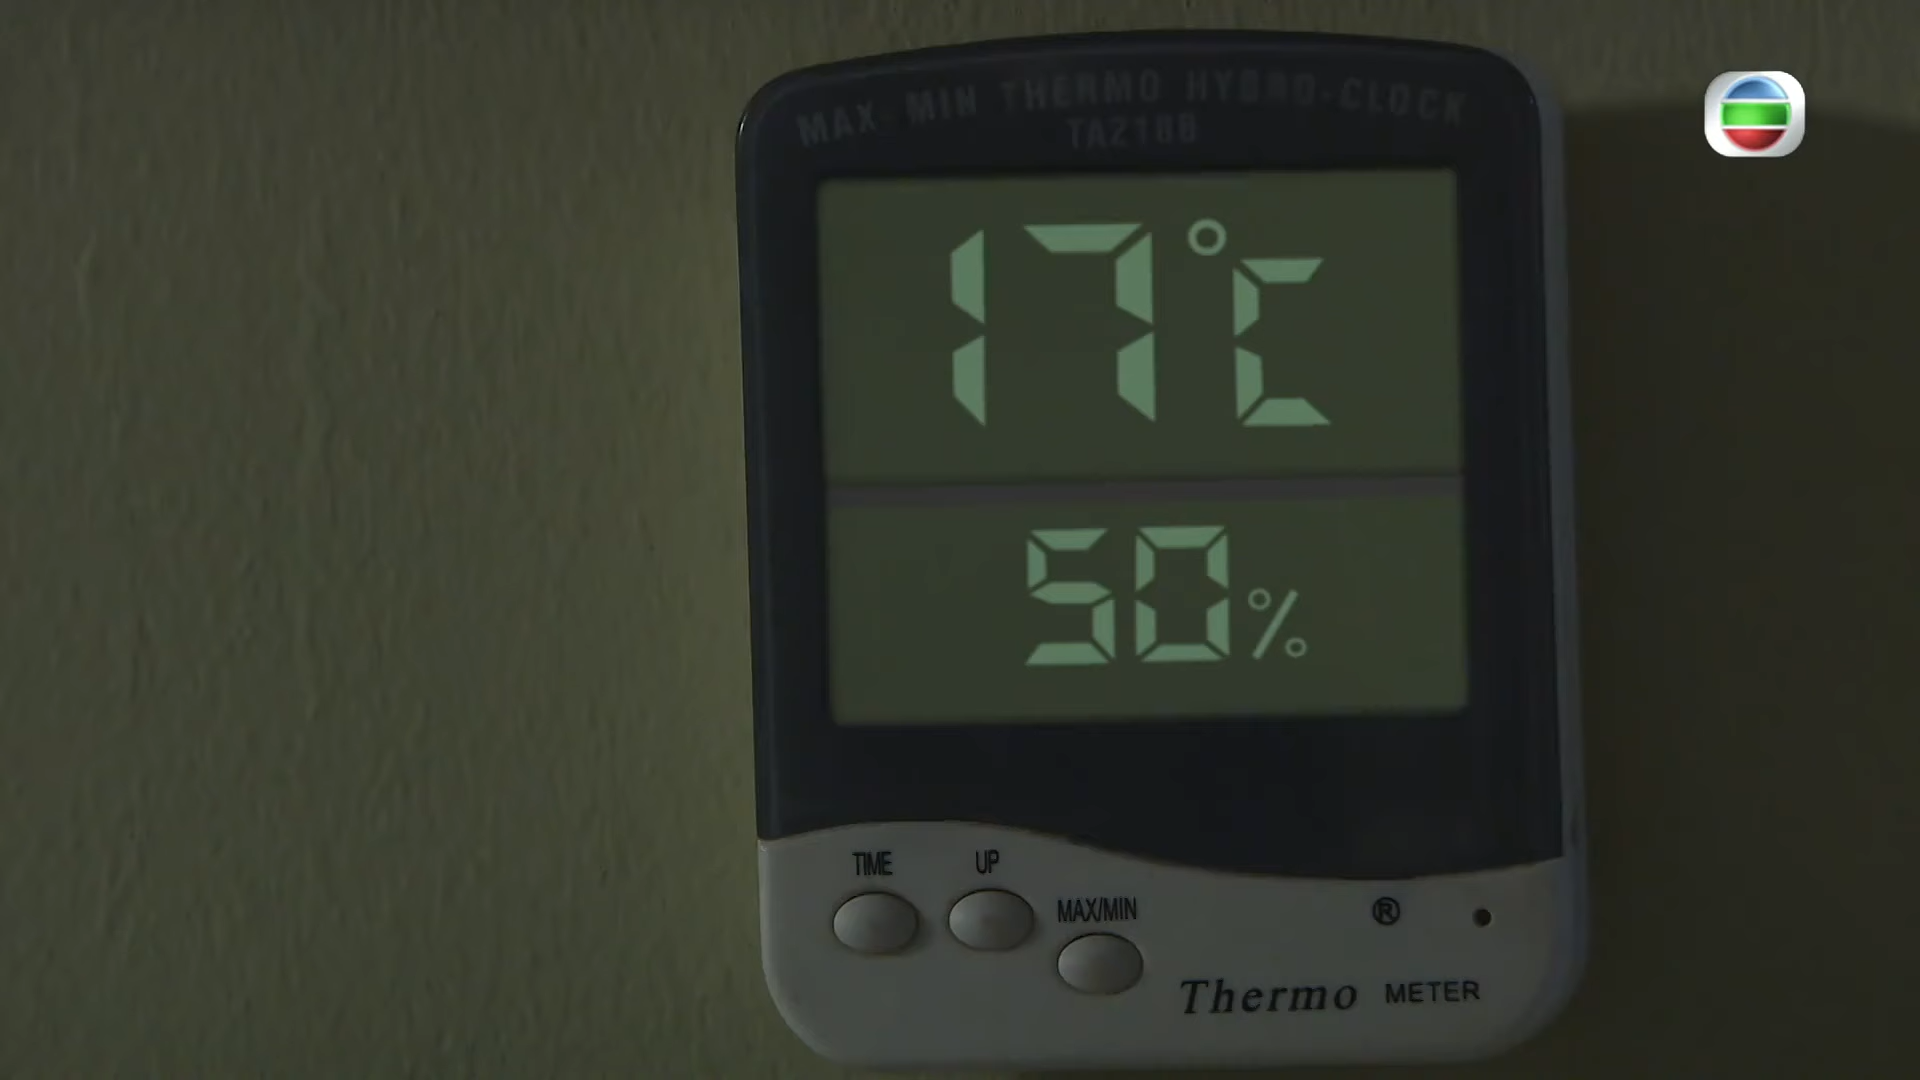 MAX-MIN THERMO HYGRO-CLOCK
TA218B
17°C
50%
TIME
UP
MAX/MIN
®
Thermo METER